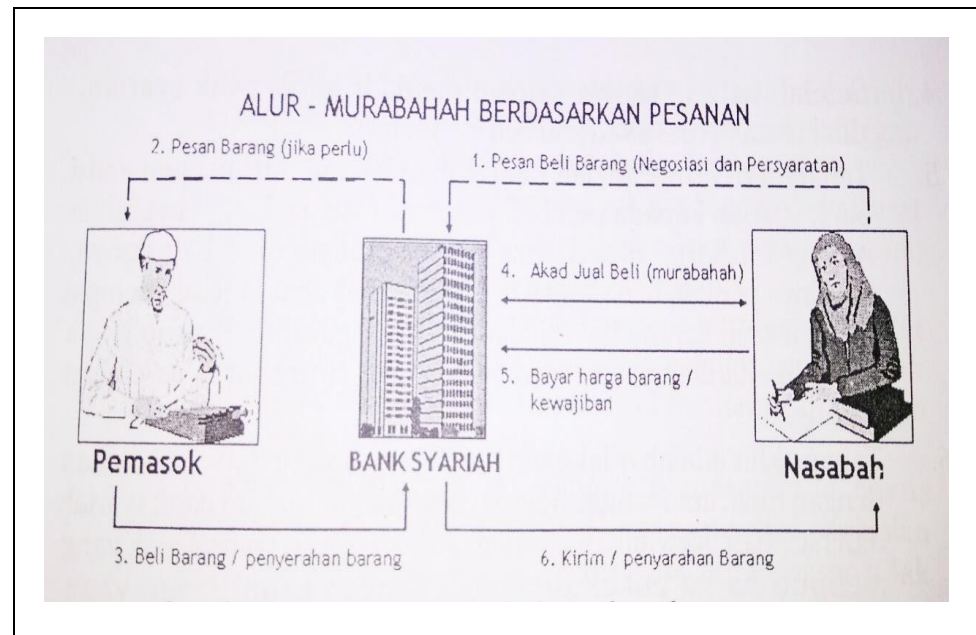 ALUR - MURABAHAH BERDASARKAN PESANAN
2. Pesan Barang (jika perlu)
1. Pesan Beli Barang (Negosiasi dan Persyaratan)
4. Akad Jual Beli (murabahah)
5. Bayar harga barang /
kewajiban
Pemasok
BANK SYARIAH
Nasabah
3. Beli Barang / penyerahan barang
6. Kirim / penyarahan Barang